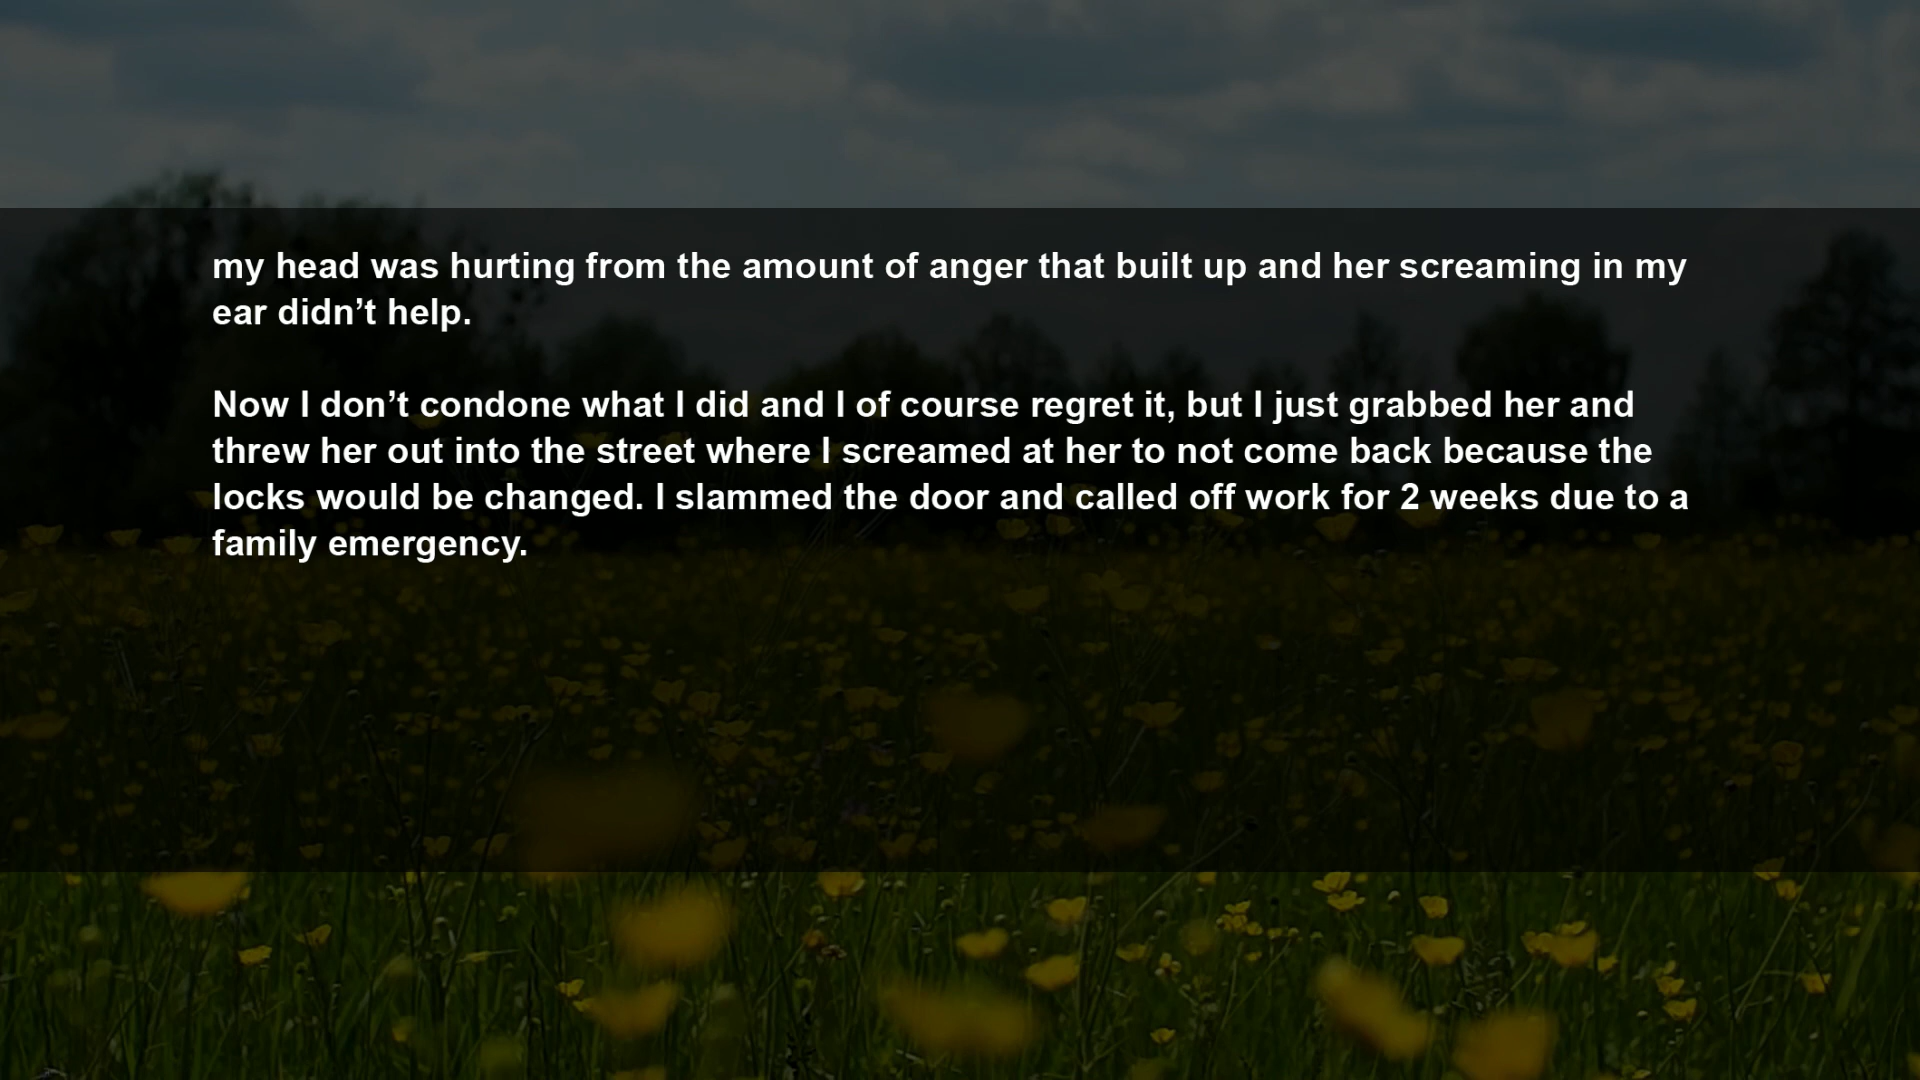 my head was hurting from the amount of anger that built up and her screaming in my
ear didn’t help.
Now I don’t condone what I did and I of course regret it, but I just grabbed her and
threw her out into the street where I screamed at her to not come back because the
locks would be changed. I slammed the door and called off work for 2 weeks due to a
family emergency.